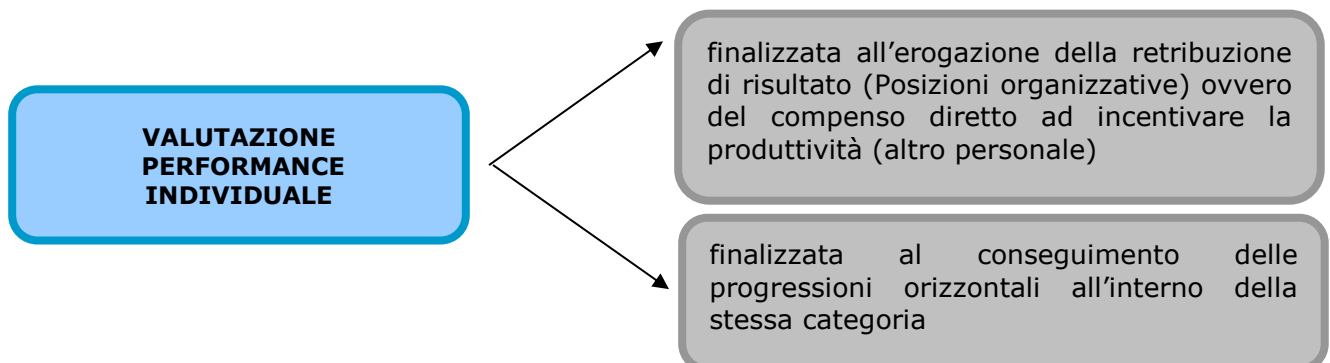 VALUTAZIONE
PERFORMANCE
INDIVIDUALE
finalizzata all’erogazione della retribuzione
di risultato (Posizioni organizzative) ovvero
del compenso diretto ad incentivare la
produttività (altro personale)
finalizzata al conseguimento delle
progressioni orizzontali all’interno della
stessa categoria